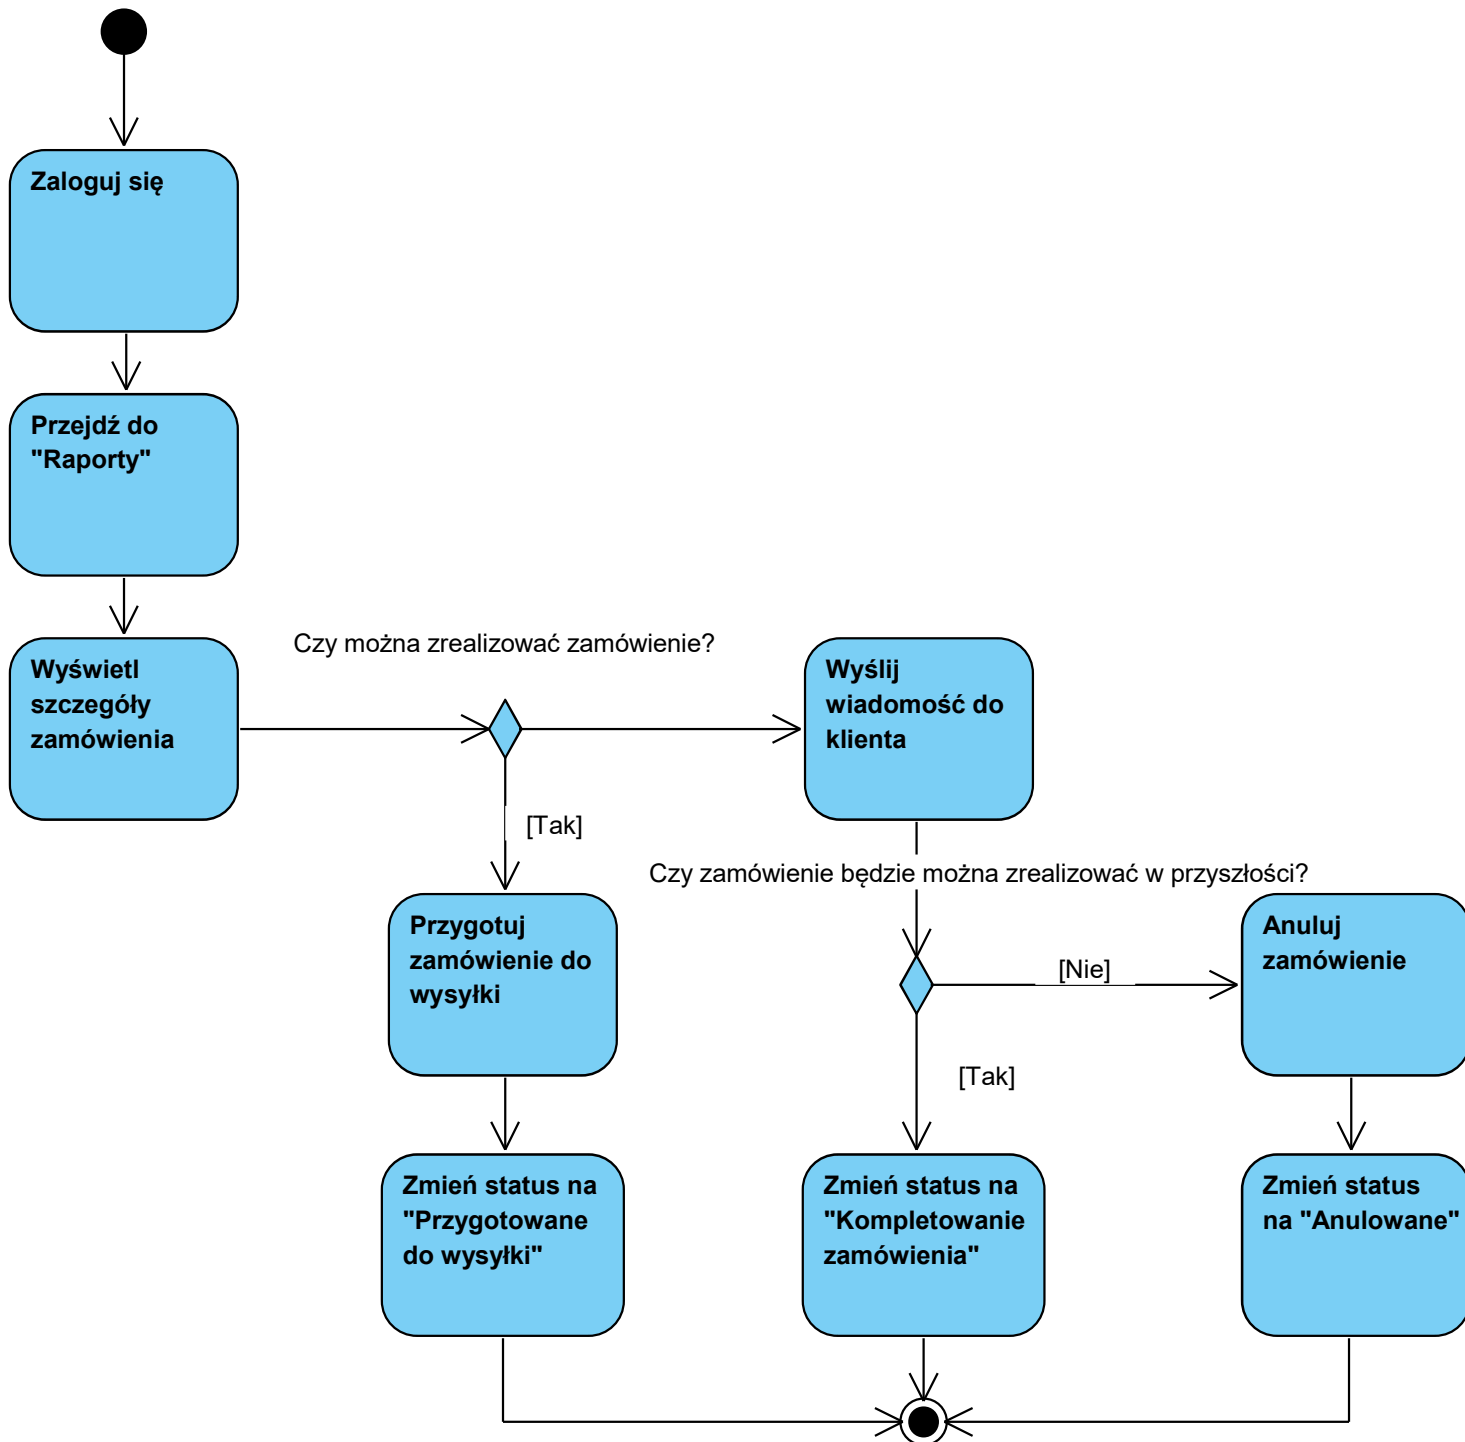 Zaloguj się
Przejdź do
"Raporty"
Wyświetl
szczegóły
zamówienia
Czy można zrealizować zamówienie?
Wyślij
wiadomość do
klienta
[Tak]
Czy zamówienie będzie można zrealizować w przyszłości?
Przygotuj
zamówienie do
wysyłki
[Nie]
Anuluj
zamówienie
[Tak]
Zmień status na
"Przygotowane
do wysyłki"
Zmień status na
"Kompletowanie
zamówienia"
Zmień status
na "Anulowane"